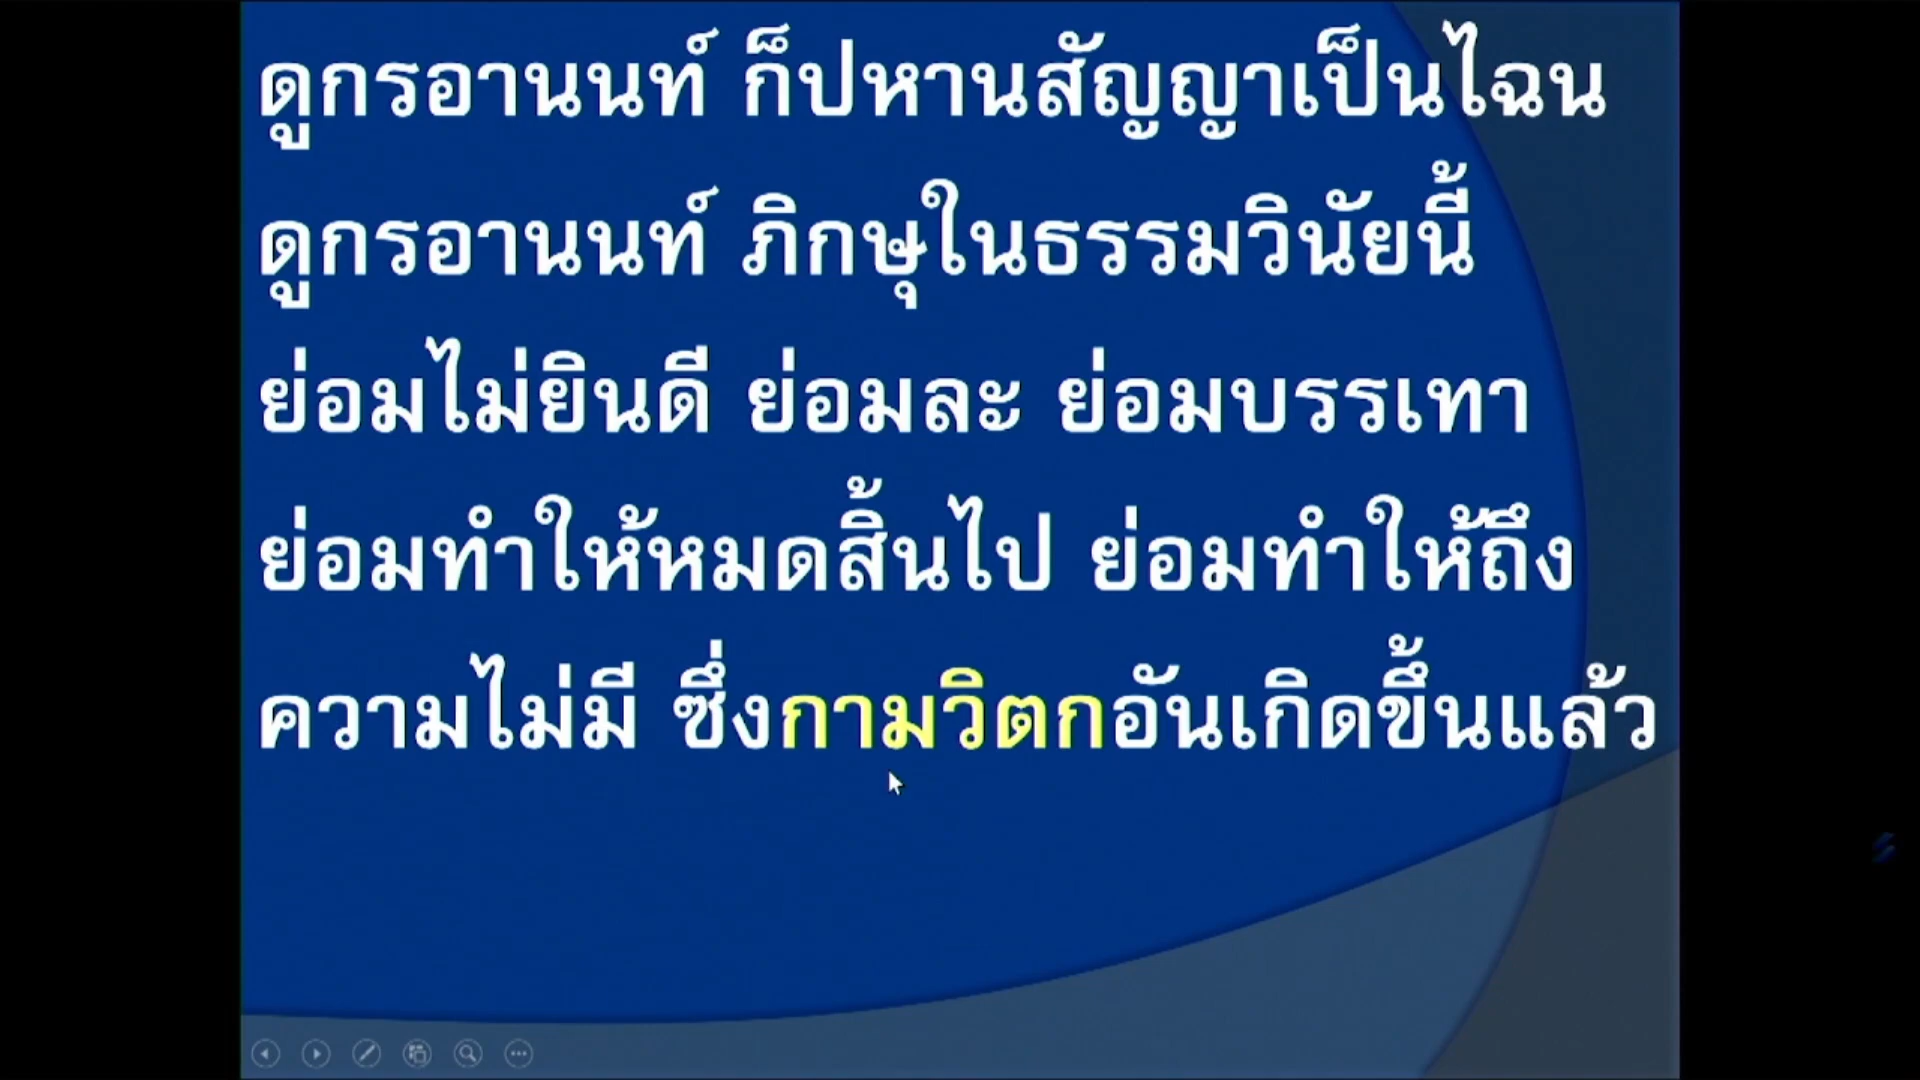 ดูกรอานนท์ ก็ปหานสัญญาเป็นไฉน
ดูกรอานนท์ ภิกษุในธรรมวินัยนี้
ย่อมไม่ยินดี ย่อมละ ย่อมบรรเทา
ย่อมทำให้หมดสิ้นไป ย่อมทำให้ถึง
ความไม่มี ซึ่งกามวิตกอันเกิดขึ้นแล้ว